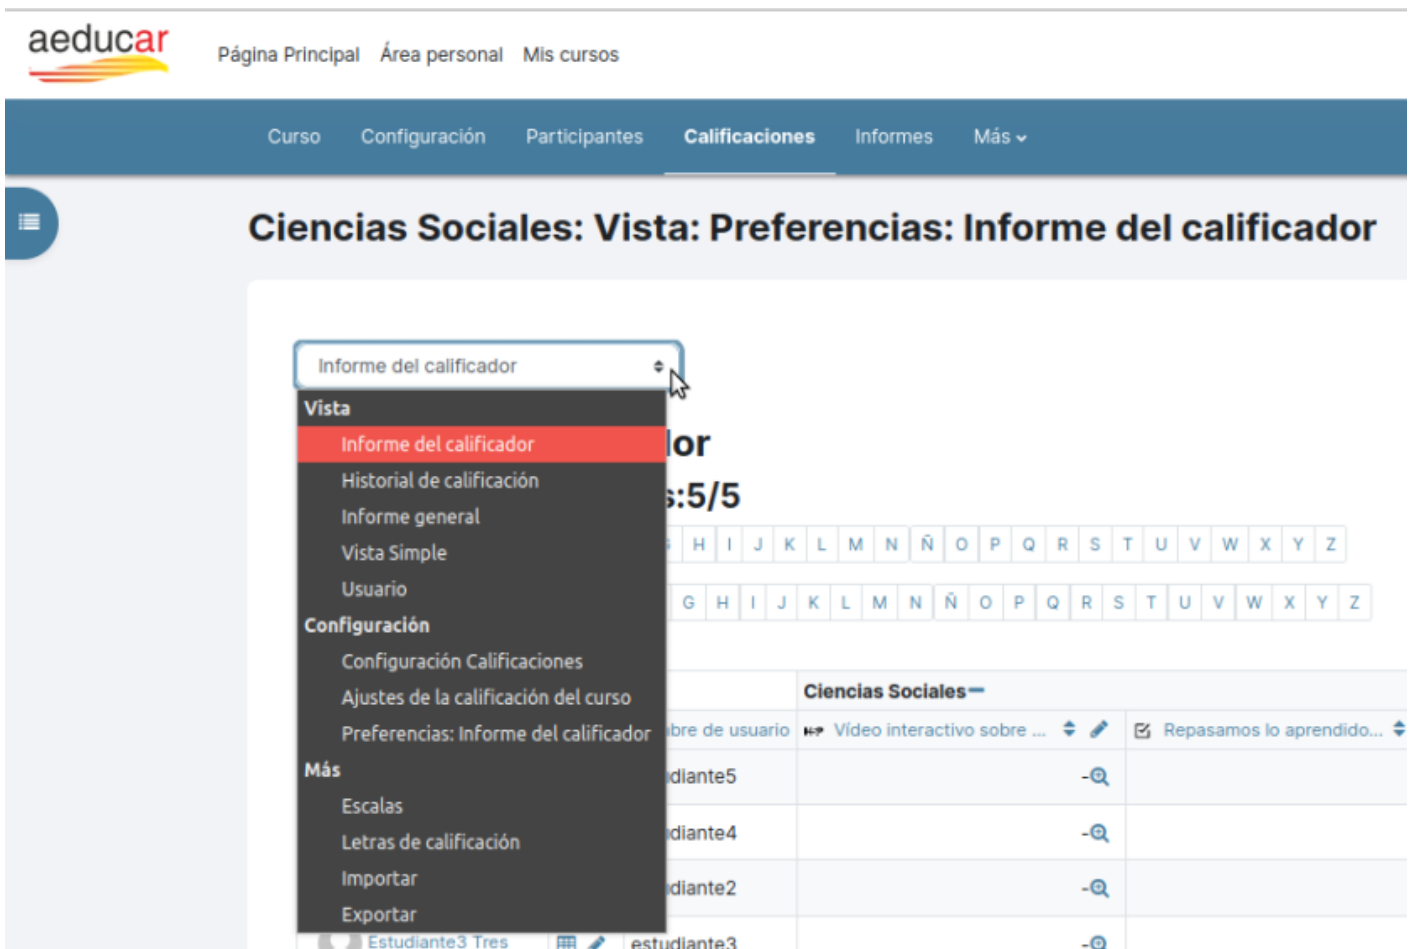 aeducar
Página Principal Área personal Mis cursos
Curso Configuración Participantes Calificaciones Informes Más
Ciencias Sociales: Vista: Preferencias: Informe del calificador
Informe del calificador
Vista
Informe del calificador
Historial de calificación
Informe general
Vista Simple
Usuario
Configuración
Configuración Calificaciones
Ajustes de la calificación del curso
Preferencias: Informe del calificador
Más
Escalas
Letras de calificación
Importar
Exportar
or
:5/5
H I J K L M N Ñ O P Q R S T U V W X Y Z
G H I J K L M N Ñ O P Q R S T U V W X Y Z
Ciencias Sociales
bre de usuario H5P Vídeo interactivo sobre ... Repasamos lo aprendido...
diante5 -
diante4 -
diante2 -
Estudiante3 Tres estudiante3 -